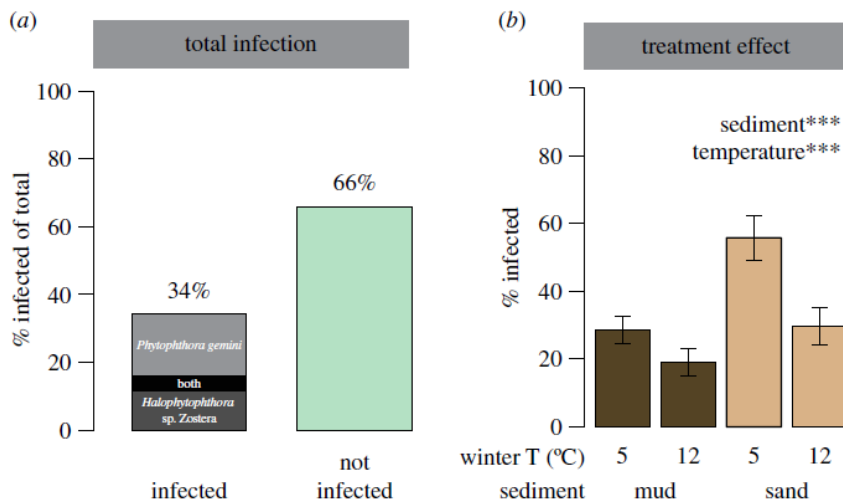 (a)
total infection
% infected of total
100
80
60
40
20
0
34%
66%
Phytophthora gemini
both
Halophytophthora
sp. Zostera
infected
not
infected
(b)
treatment effect
% infected
100
80
60
40
20
0
sediment***
temperature***
winter T (ºC) 5 12 5 12
sediment mud sand